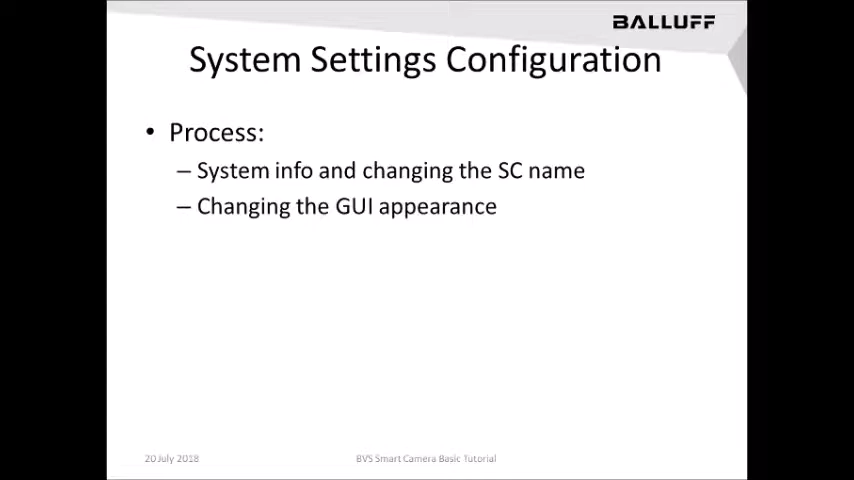 BALLUFF
System Settings Configuration
• Process:
– System info and changing the SC name
– Changing the GUI appearance
20 July 2018
BVS Smart Camera Basic Tutorial